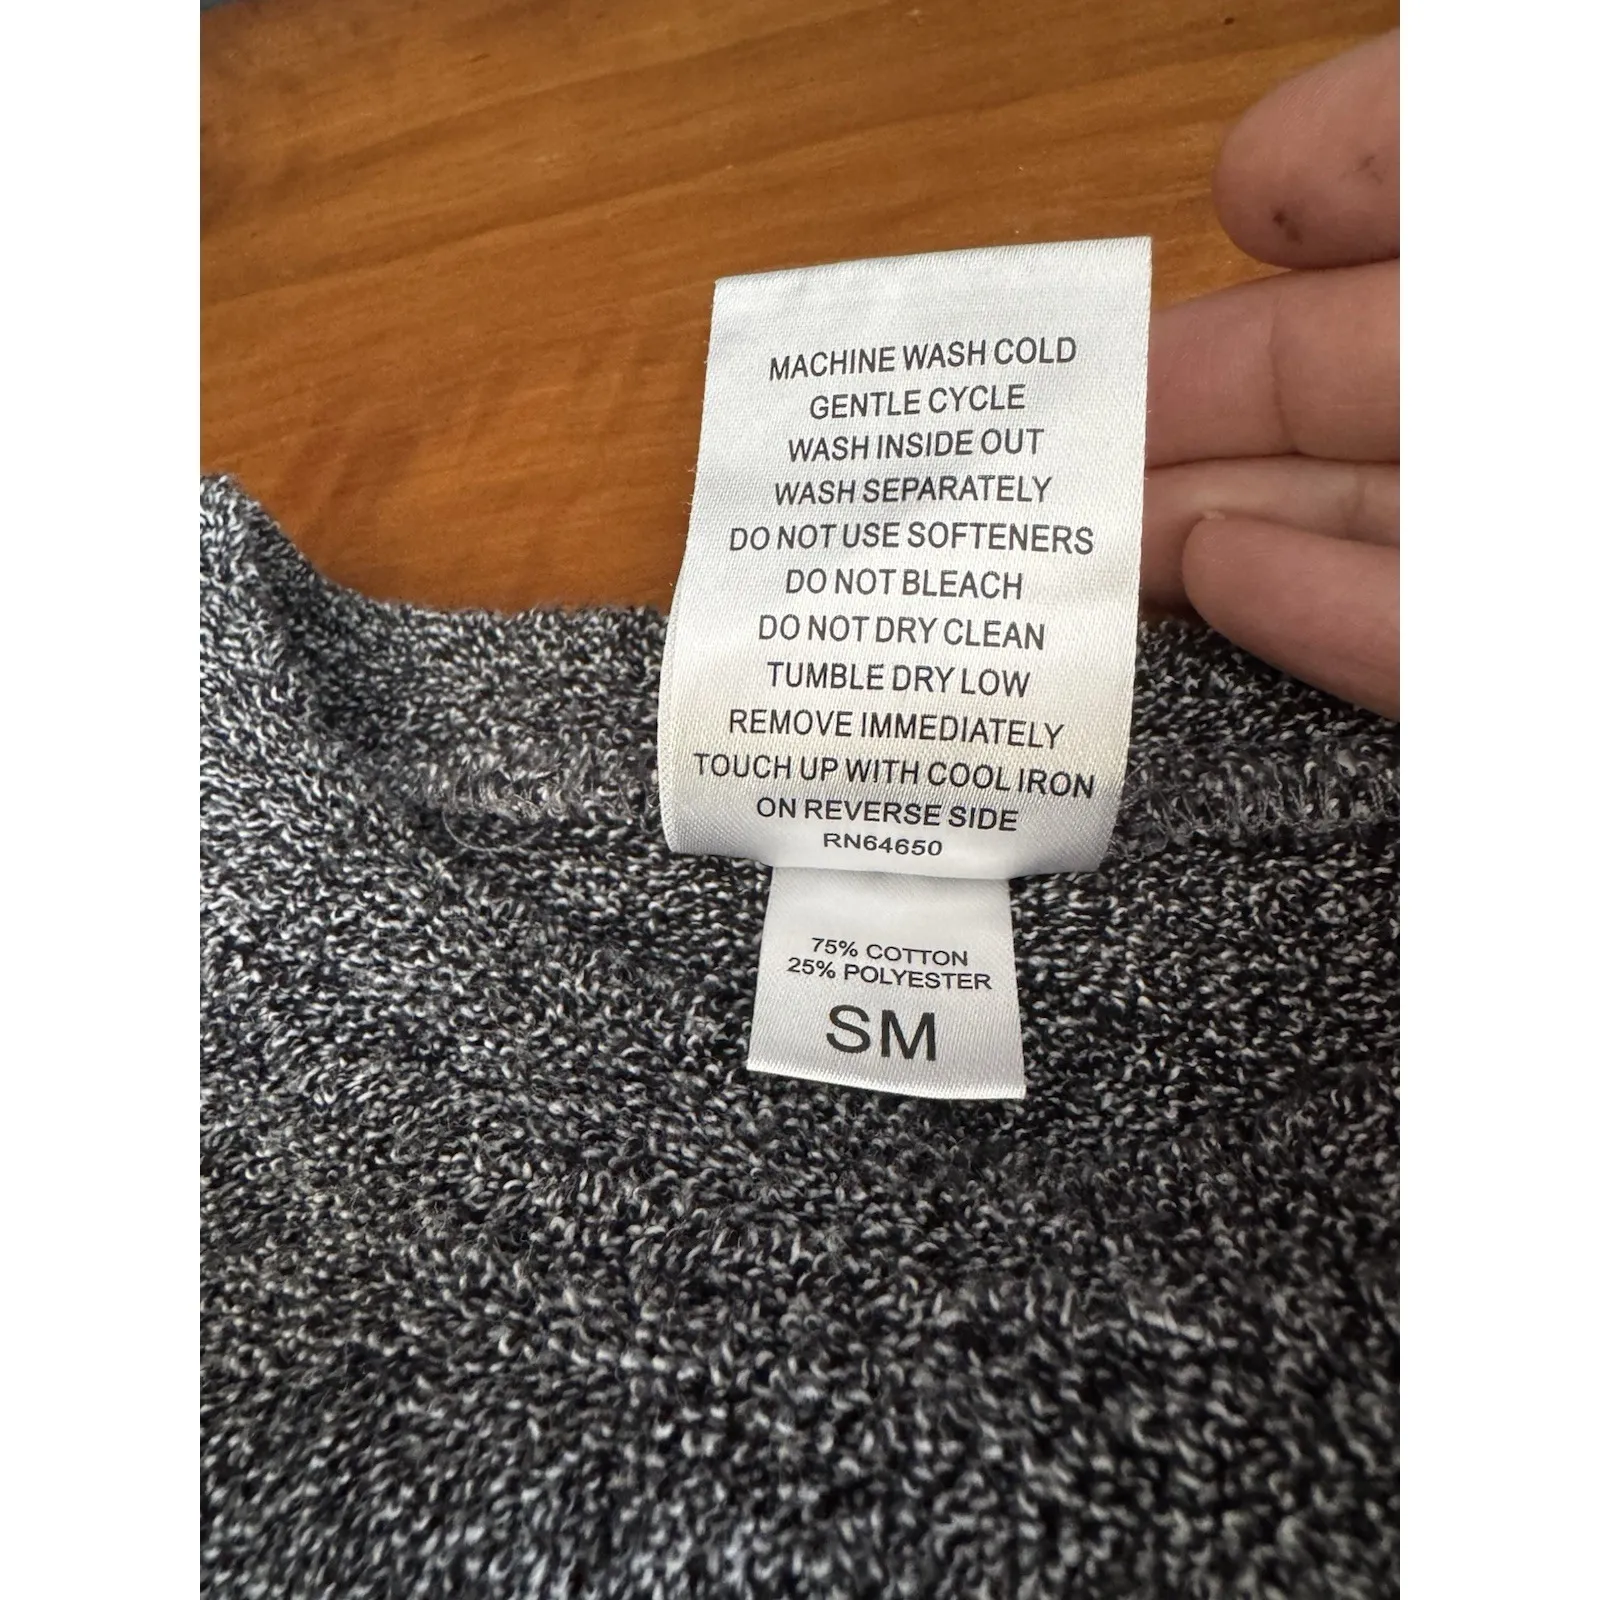 MACHINE WASH COLD
GENTLE CYCLE
WASH INSIDE OUT
WASH SEPARATELY
DO NOT USE SOFTENERS
DO NOT BLEACH
DO NOT DRY CLEAN
TUMBLE DRY LOW
REMOVE IMMEDIATELY
TOUCH UP WITH COOL IRON
ON REVERSE SIDE
RN64650
75% COTTON
25% POLYESTER
SM